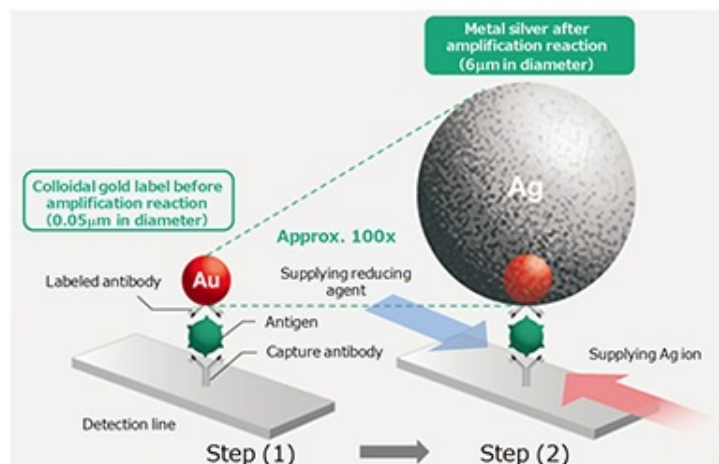 Metal silver after
amplification reaction
(6μm in diameter)
Ag
Colloidal gold label before
amplification reaction
(0.05μm in diameter)
Approx. 100x
Au
Labeled antibody
Supplying reducing
agent
Antigen
Capture antibody
Supplying Ag ion
Detection line
Step (1)
Step (2)